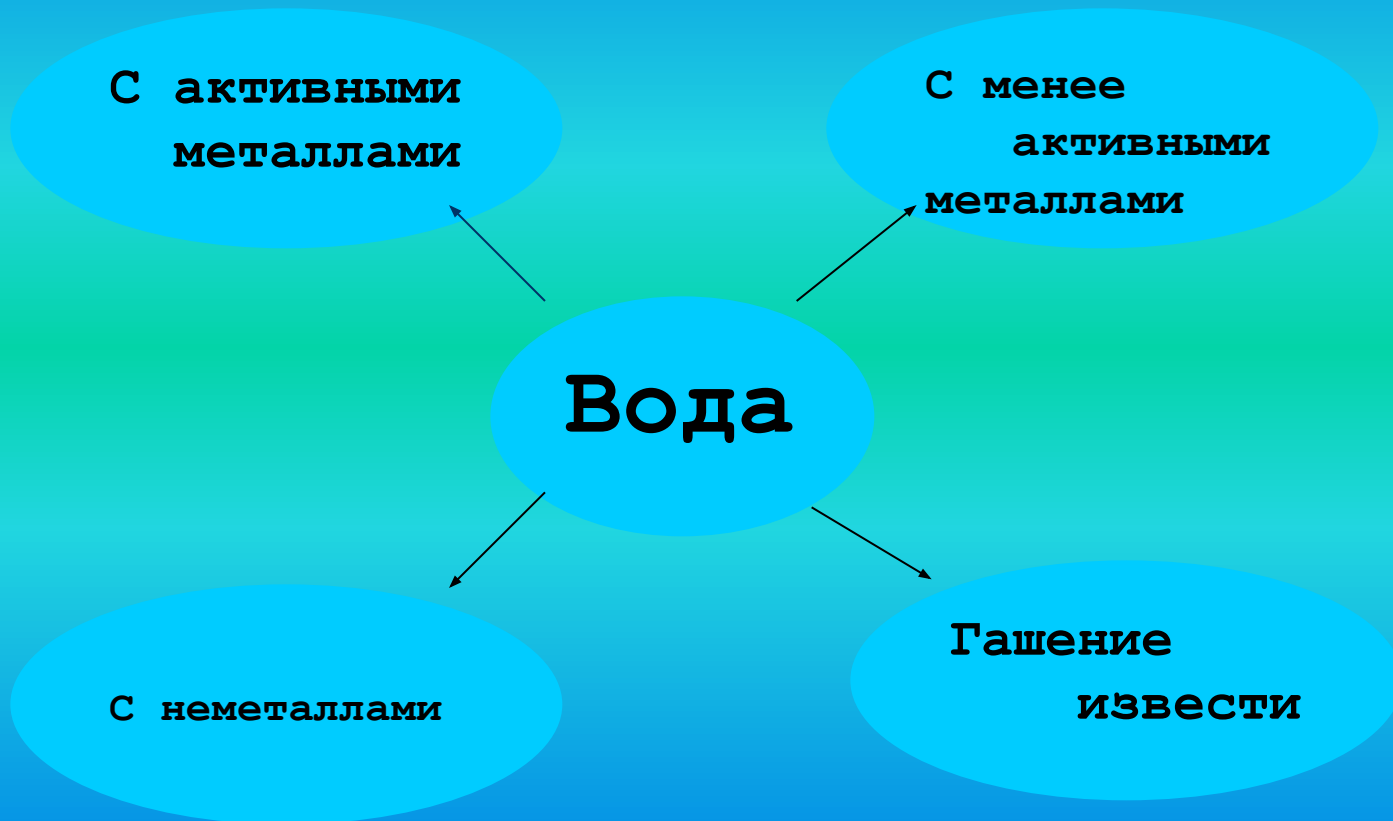 С активными
металлами
С менее
активными
металлами
Вода
С неметаллами
Гашение
извести